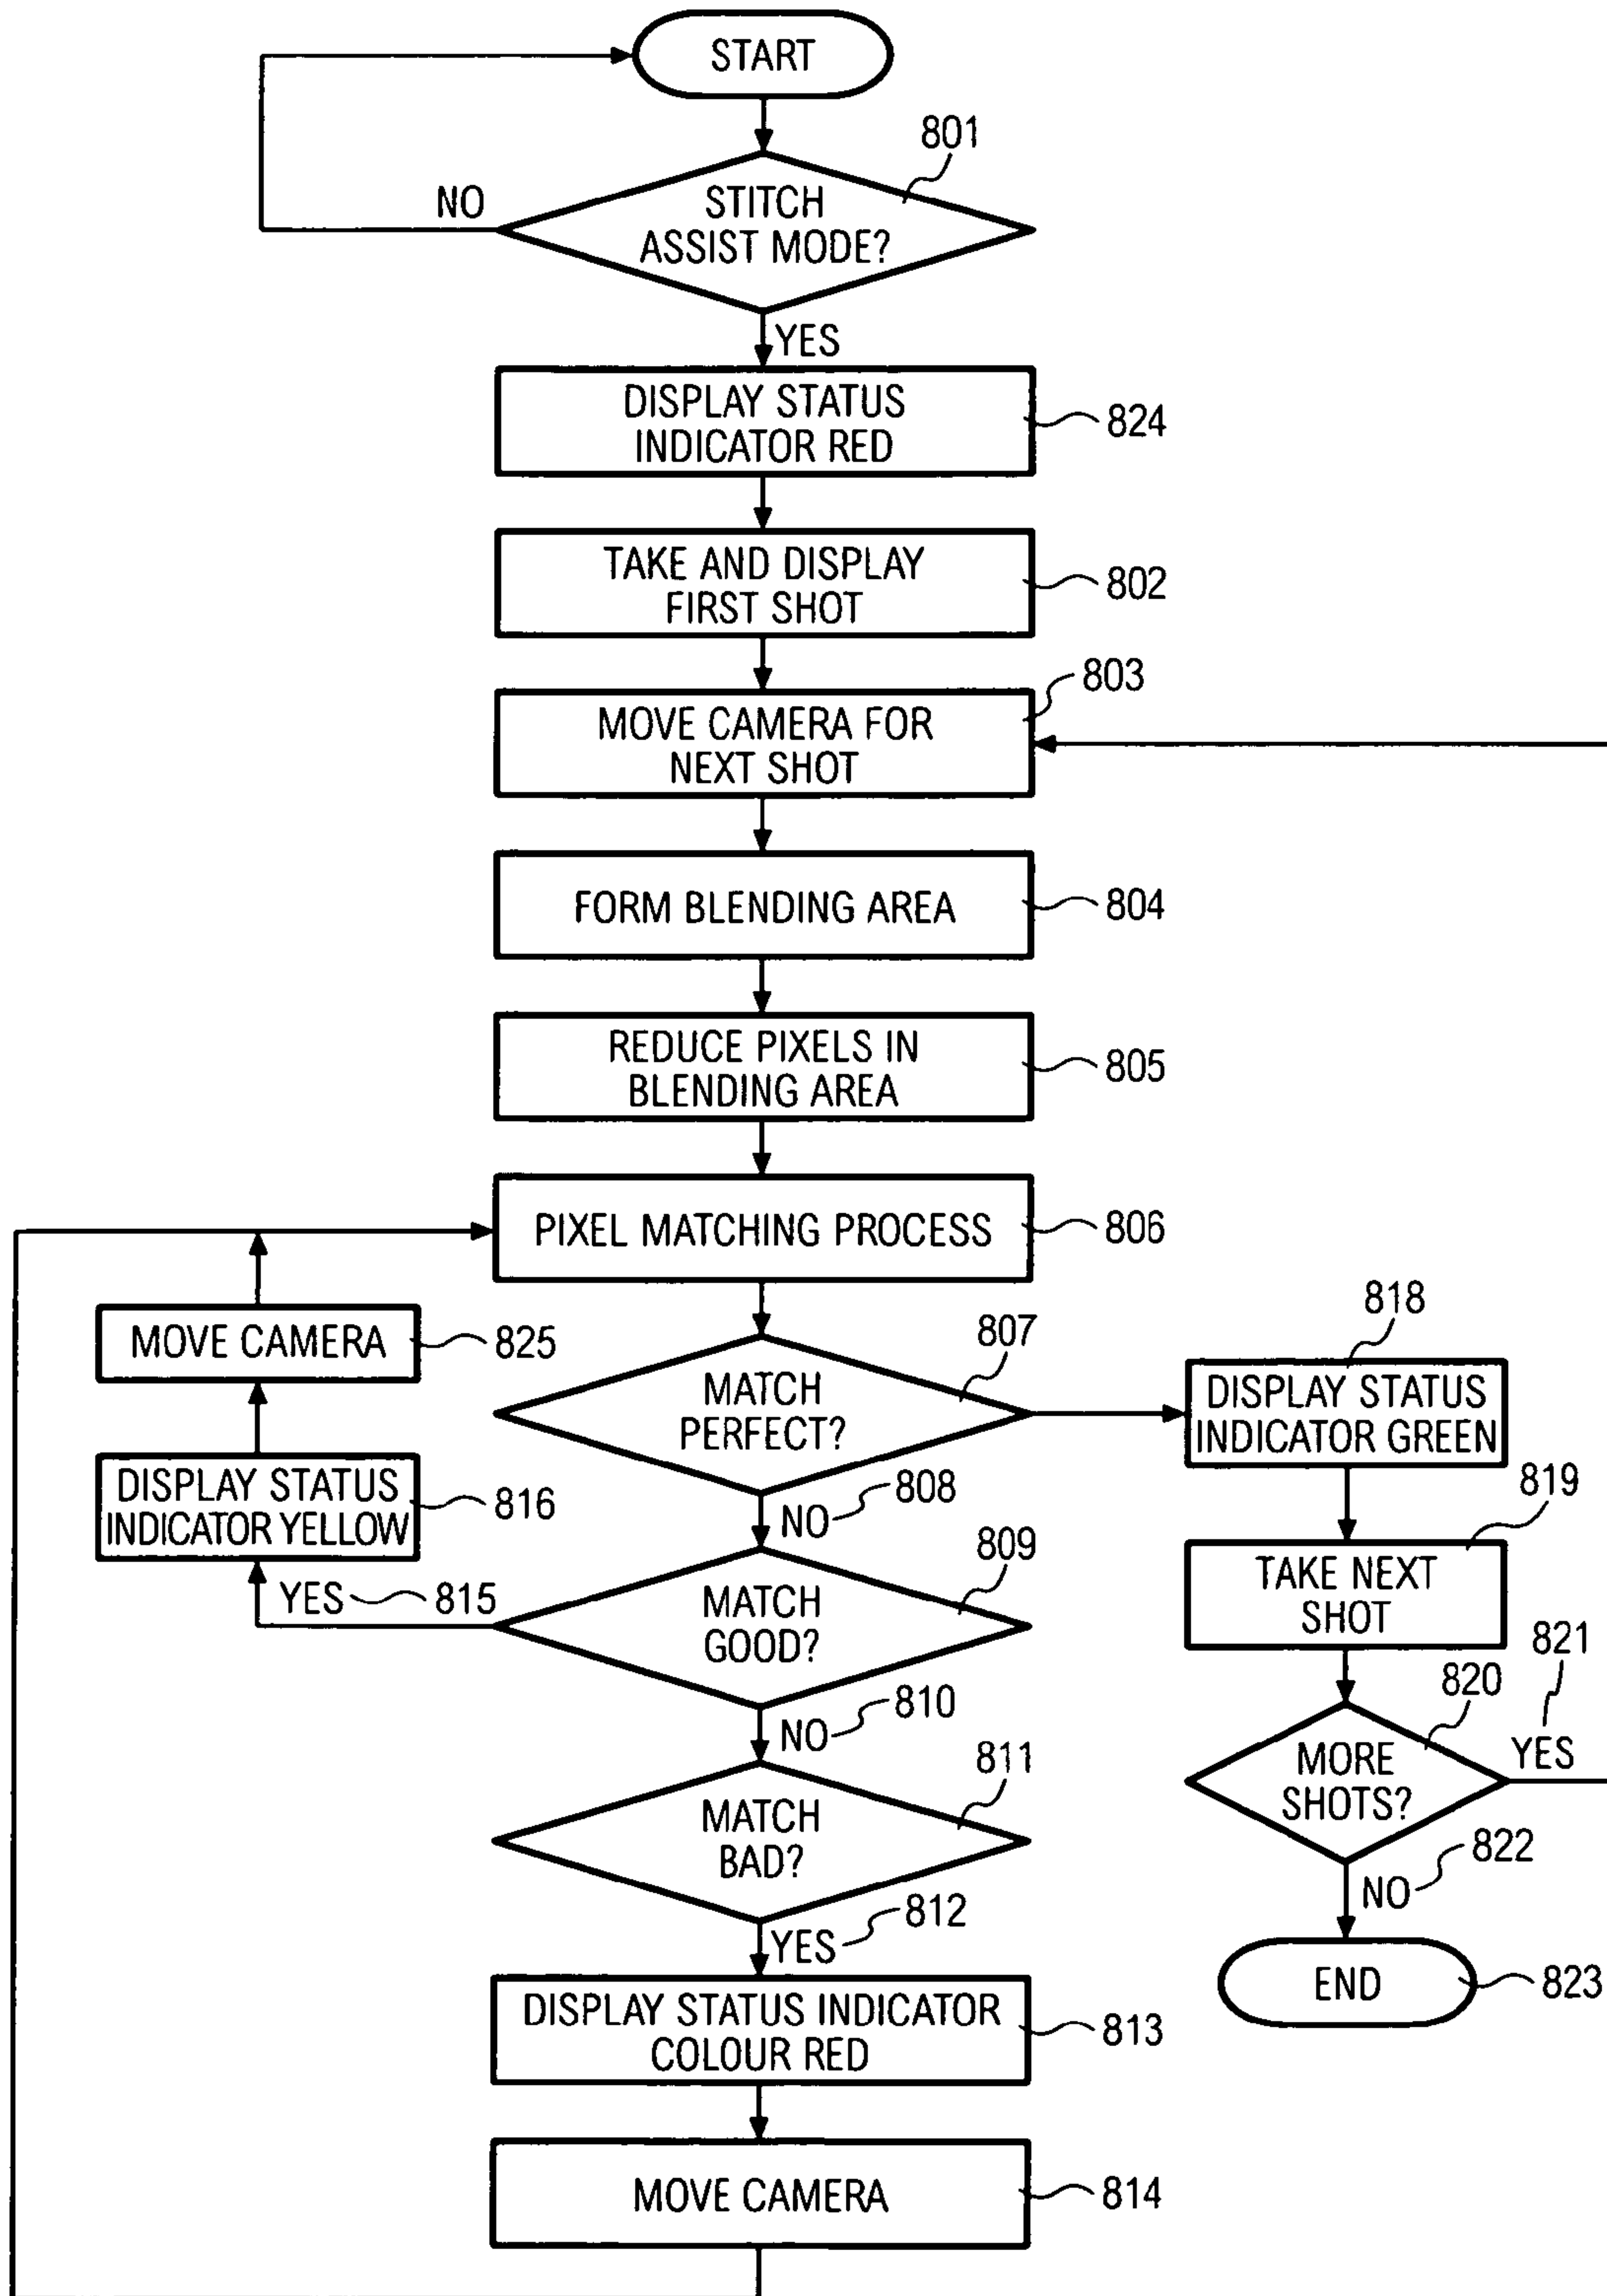 START
801
STITCH
ASSIST MODE?
NO
YES
DISPLAY STATUS
INDICATOR RED
824
TAKE AND DISPLAY
FIRST SHOT
802
803
MOVE CAMERA FOR
NEXT SHOT
FORM BLENDING AREA
804
REDUCE PIXELS IN
BLENDING AREA
805
PIXEL MATCHING PROCESS
806
MOVE CAMERA
825
807
MATCH
PERFECT?
818
DISPLAY STATUS
INDICATOR GREEN
DISPLAY STATUS
INDICATOR YELLOW
816
NO
808
819
TAKE NEXT
SHOT
YES
815
809
MATCH
GOOD?
821
820
YES
MORE
SHOTS?
NO
810
811
MATCH
BAD?
822
NO
YES
812
END
823
DISPLAY STATUS INDICATOR
COLOUR RED
813
MOVE CAMERA
814